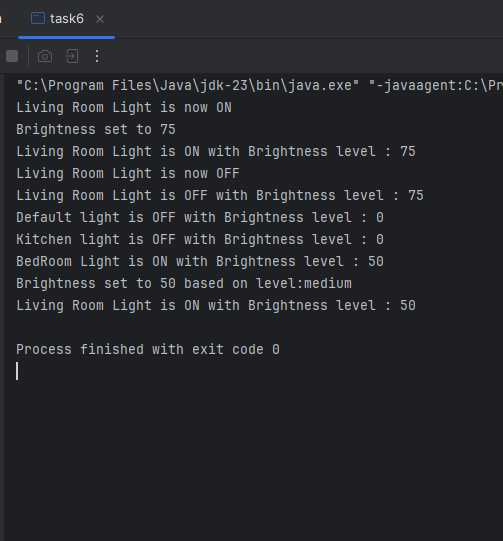 task6
"C:\Program Files\Java\jdk-23\bin\java.exe" "-javaagent:C:\Pr
Living Room Light is now ON
Brightness set to 75
Living Room Light is ON with Brightness level : 75
Living Room Light is now OFF
Living Room Light is OFF with Brightness level : 75
Default light is OFF with Brightness level : 0
Kitchen light is OFF with Brightness level : 0
BedRoom Light is ON with Brightness level : 50
Brightness set to 50 based on level:medium
Living Room Light is ON with Brightness level : 50
Process finished with exit code 0